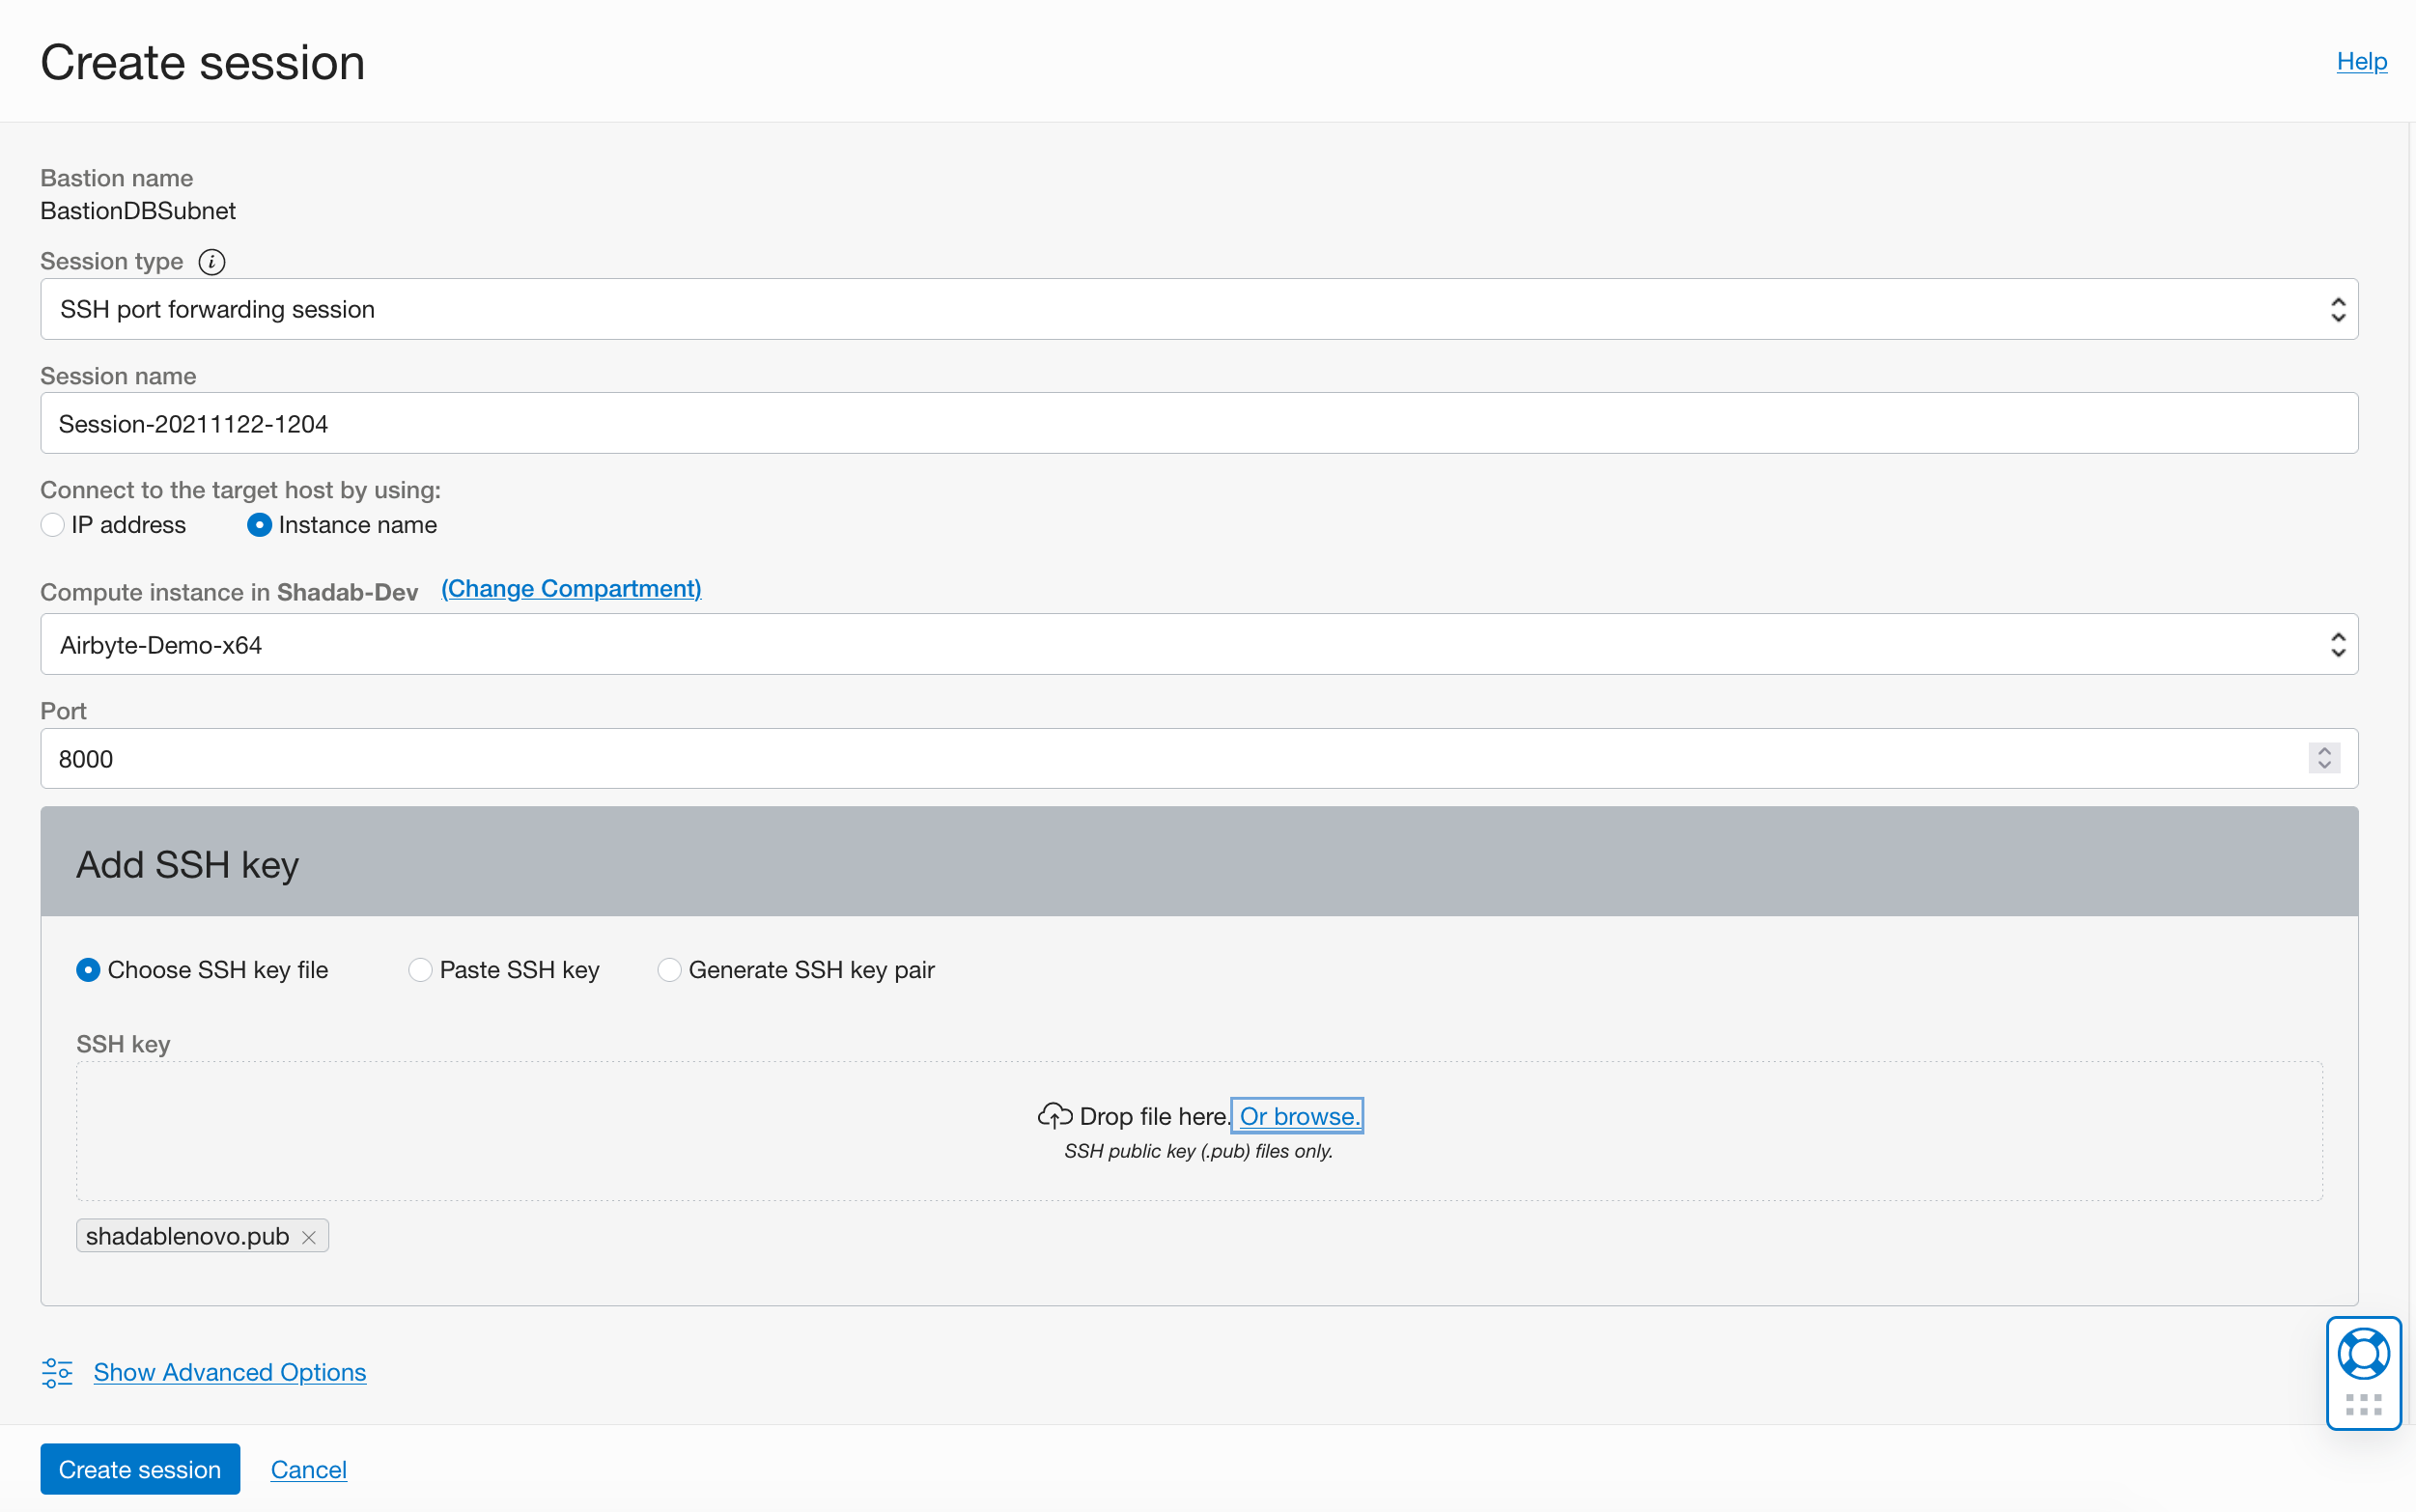 Create session
Help
Bastion name
BastionDBSubnet
Session type
SSH port forwarding session
Session name
Session-20211122-1204
Connect to the target host by using:
IP address Instance name
Compute instance in Shadab-Dev (Change Compartment)
Airbyte-Demo-x64
Port
8000
Add SSH key
Choose SSH key file Paste SSH key Generate SSH key pair
SSH key
Drop file here. Or browse.
SSH public key (.pub) files only.
shadablenovo.pub
Show Advanced Options
Create session Cancel